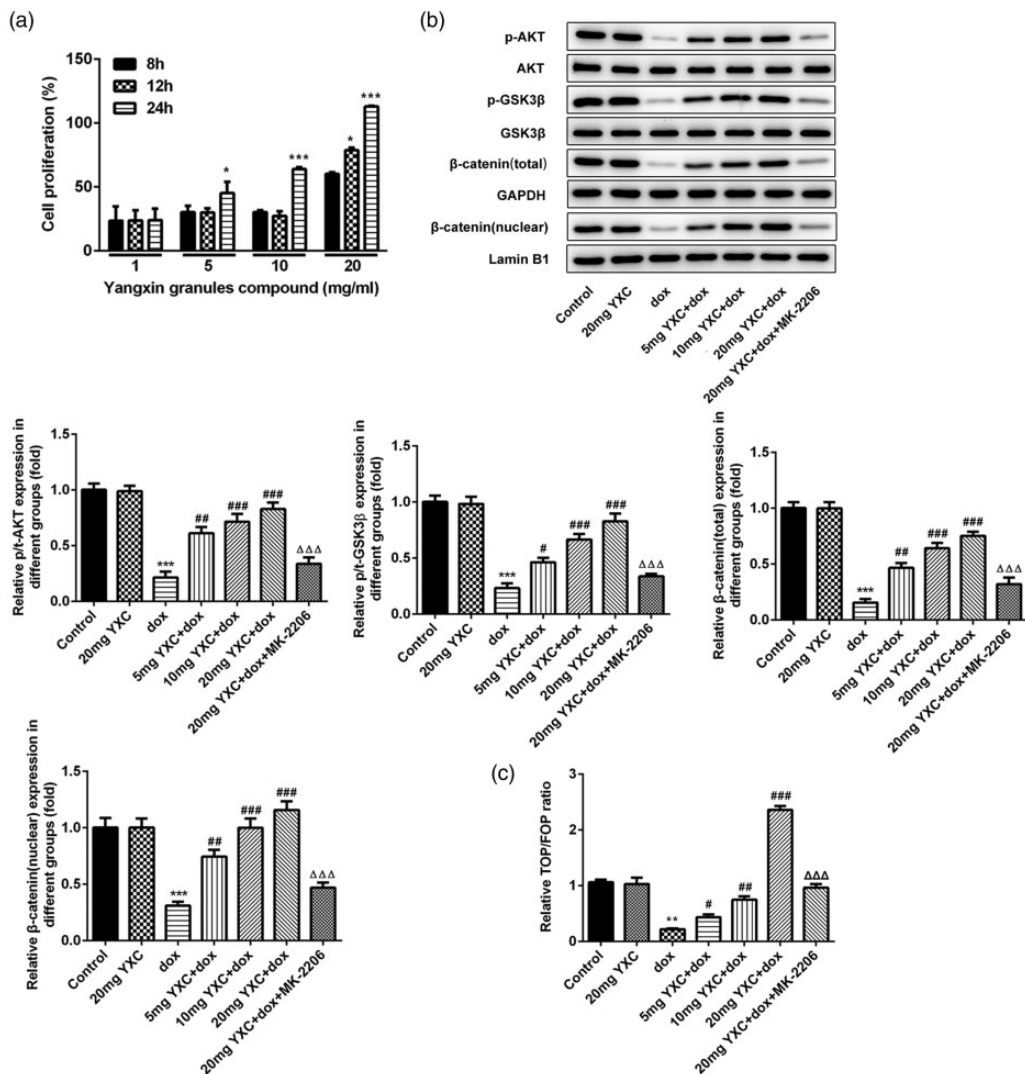 (a)
Cell proliferation (%)
150
100
50
0
8h
12h
24h
*
***
*
***
1
5
10
20
Yangxin granules compound (mg/ml)
(b)
p-AKT
AKT
p-GSK3β
GSK3β
β-catenin(total)
GAPDH
β-catenin(nuclear)
Lamin B1
Control
20mg YXC
dox
5mg YXC+dox
10mg YXC+dox
20mg YXC+dox
20mg YXC+dox+MK-2206
Relative p/t-AKT expression in
different groups (fold)
1.5
1.0
0.5
0.0
***
##
###
###
ΔΔΔ
Control
20mg YXC
dox
5mg YXC+dox
10mg YXC+dox
20mg YXC+dox
20mg YXC+dox+MK-2206
Relative p/t-GSK3β expression in
different groups (fold)
1.5
1.0
0.5
0.0
***
#
###
###
ΔΔΔ
Control
20mg YXC
dox
5mg YXC+dox
10mg YXC+dox
20mg YXC+dox
20mg YXC+dox+MK-2206
Relative β-catenin(total) expression in
different groups (fold)
1.5
1.0
0.5
0.0
***
##
###
###
ΔΔΔ
Control
20mg YXC
dox
5mg YXC+dox
10mg YXC+dox
20mg YXC+dox
20mg YXC+dox+MK-2206
Relative β-catenin(nuclear) expression in
different groups (fold)
1.5
1.0
0.5
0.0
***
##
###
###
ΔΔΔ
Control
20mg YXC
dox
5mg YXC+dox
10mg YXC+dox
20mg YXC+dox
20mg YXC+dox+MK-2206
(c)
Relative TOP/FOP ratio
3
2
1
0
**
#
##
###
ΔΔΔ
Control
20mg YXC
dox
5mg YXC+dox
10mg YXC+dox
20mg YXC+dox
20mg YXC+dox+MK-2206